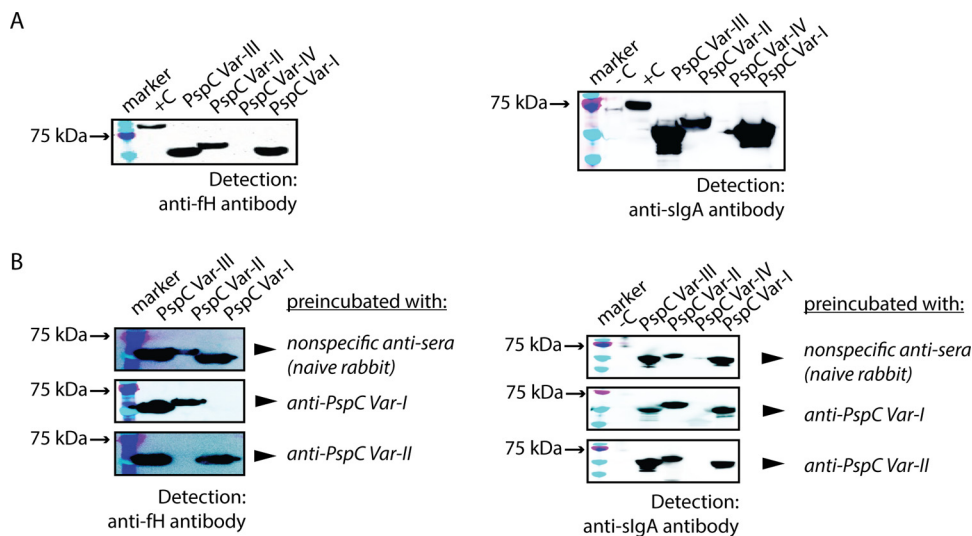 A
marker
+C
PspC Var-III
PspC Var-II
PspC Var-IV
PspC Var-I
75 kDa
Detection:
anti-fH antibody
marker
-C
+C
PspC Var-III
PspC Var-II
PspC Var-IV
PspC Var-I
75 kDa
Detection:
anti-sIgA antibody
B
marker
PspC Var-III
PspC Var-II
PspC Var-I
preincubated with:
75 kDa
nonspecific anti-sera
(naive rabbit)
75 kDa
anti-PspC Var-I
75 kDa
anti-PspC Var-II
Detection:
anti-fH antibody
marker
-C
PspC Var-III
PspC Var-II
PspC Var-IV
PspC Var-I
preincubated with:
75 kDa
nonspecific anti-sera
(naive rabbit)
75 kDa
anti-PspC Var-I
75 kDa
anti-PspC Var-II
Detection:
anti-sIgA antibody